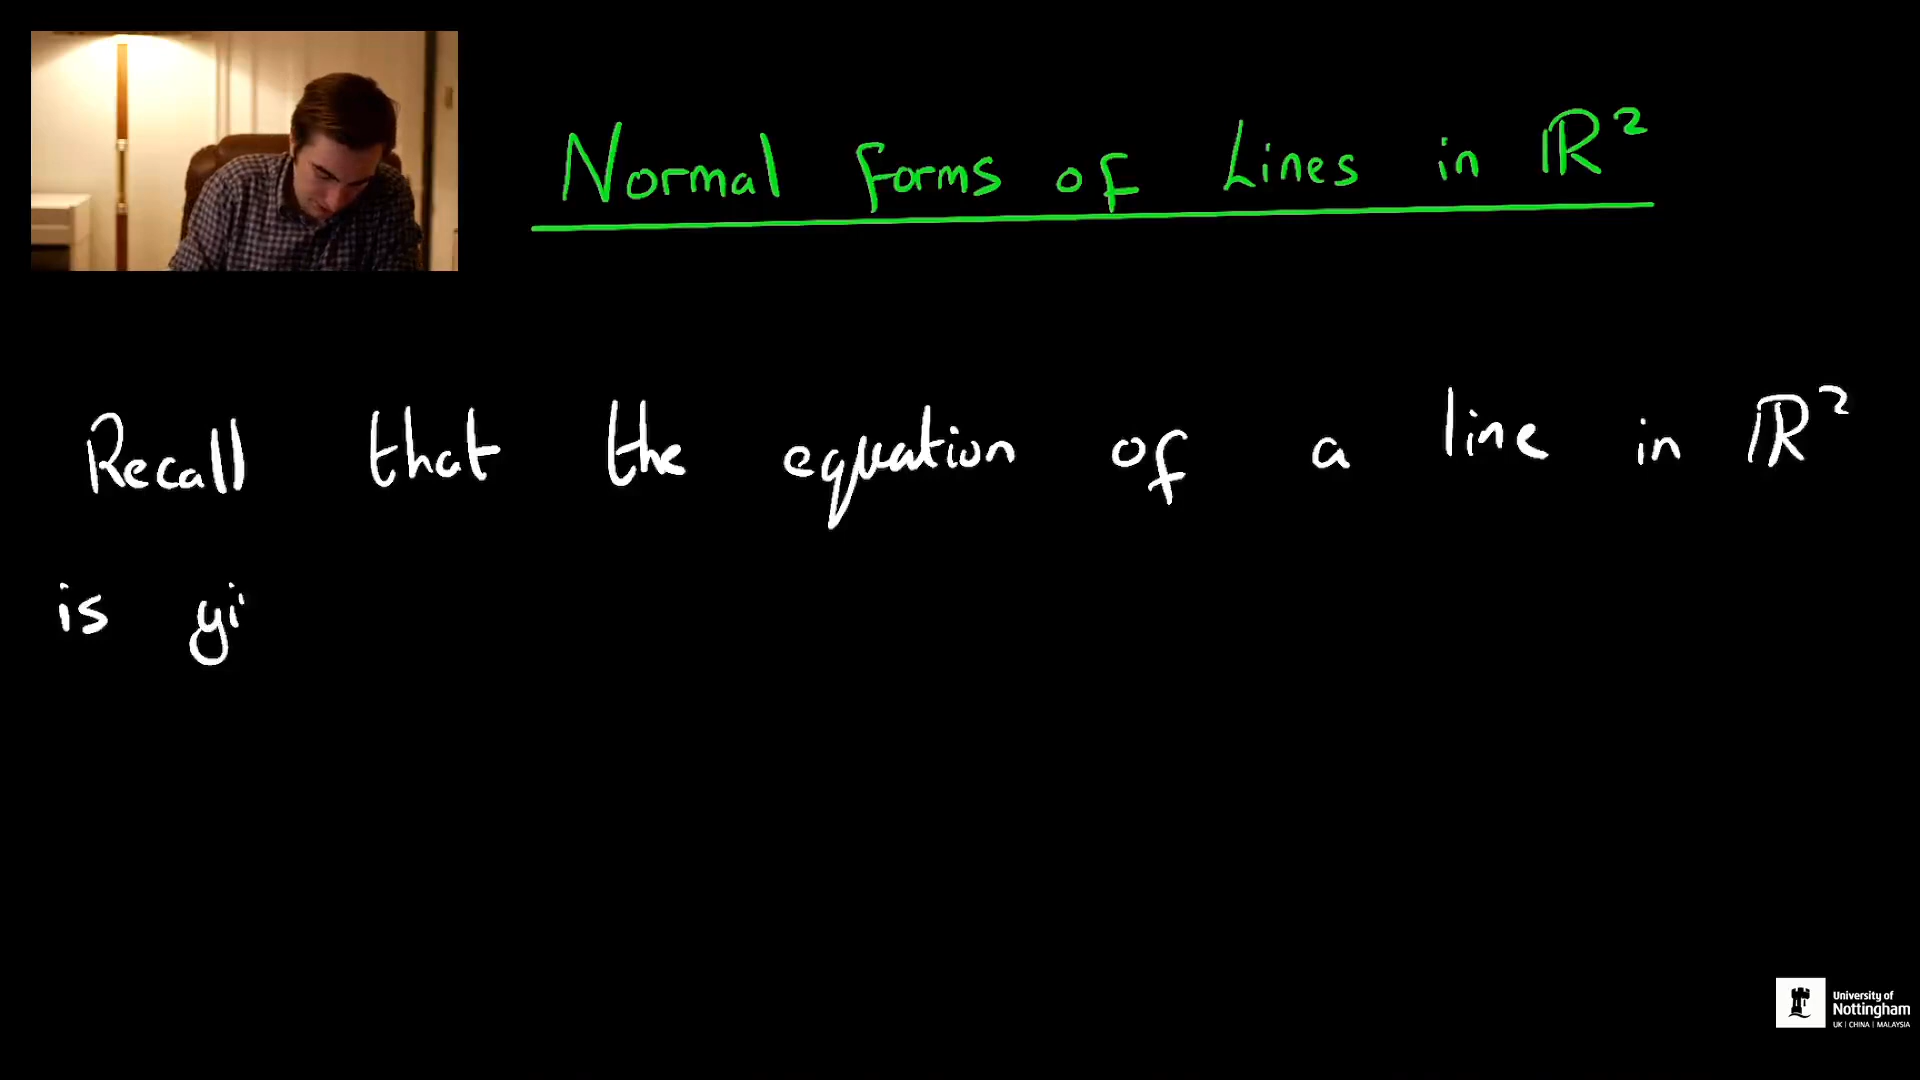 Normal forms of Lines in ℝ²
Recall that the equation of a line in ℝ²
is gi
University of
Nottingham
UK | CHINA | MALAYSIA